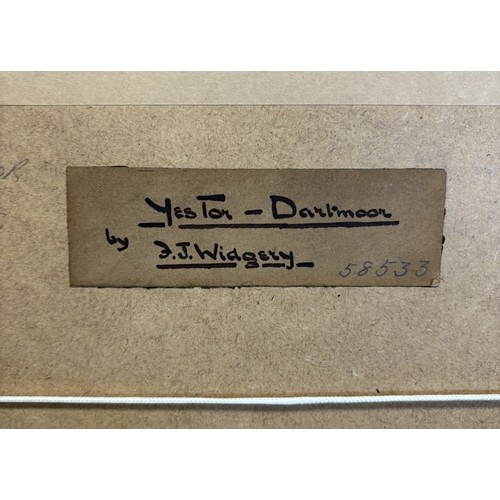 Yes Tor - Dartmoor
by F.J. Widgery
58533